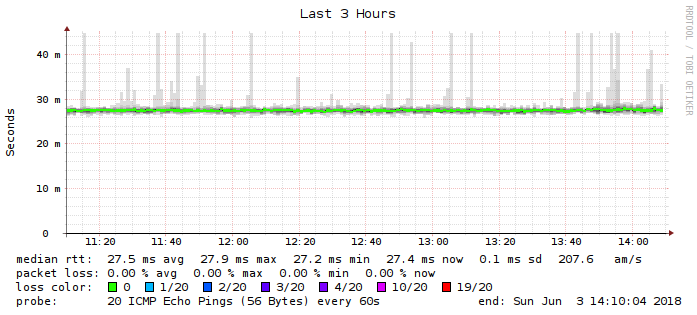 Last 3 Hours
RRDTOOL / TOBI OETIKER
Seconds
40 m
30 m
20 m
10 m
0
11:20 11:40 12:00 12:20 12:40 13:00 13:20 13:40 14:00
median rtt: 27.5 ms avg 27.9 ms max 27.2 ms min 27.4 ms now 0.1 ms sd 207.6 am/s
packet loss: 0.00 % avg 0.00 % max 0.00 % min 0.00 % now
loss color: 0 1/20 2/20 3/20 4/20 10/20 19/20
probe: 20 ICMP Echo Pings (56 Bytes) every 60s end: Sun Jun 3 14:10:04 2018